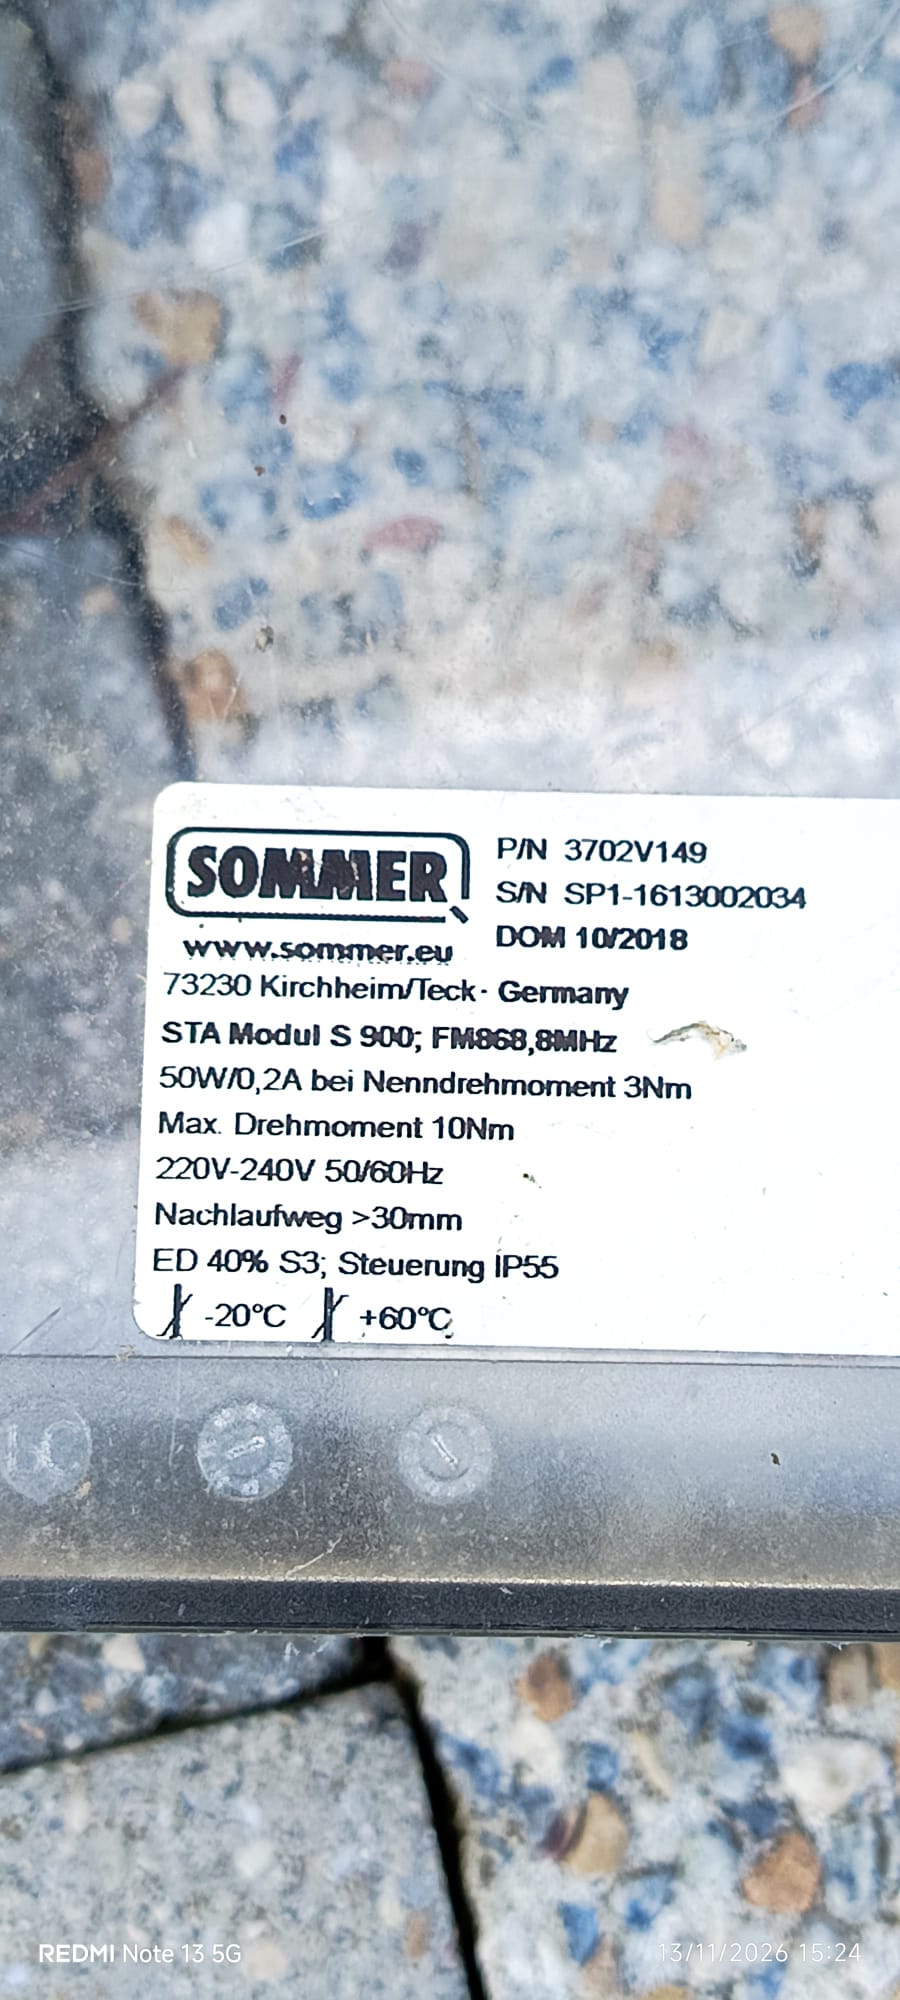 SOMMER
www.sommer.eu
P/N 3702V149
S/N SP1-1613002034
DOM 10/2018
73230 Kirchheim/Teck · Germany
STA Modul S 900; FM868,8MHz
50W/0,2A bei Nenndrehmoment 3Nm
Max. Drehmoment 10Nm
220V-240V 50/60Hz
Nachlaufweg >30mm
ED 40% S3; Steuerung IP55
-20°C +60°C
REDMI Note 13 5G
13/11/2026 15:24